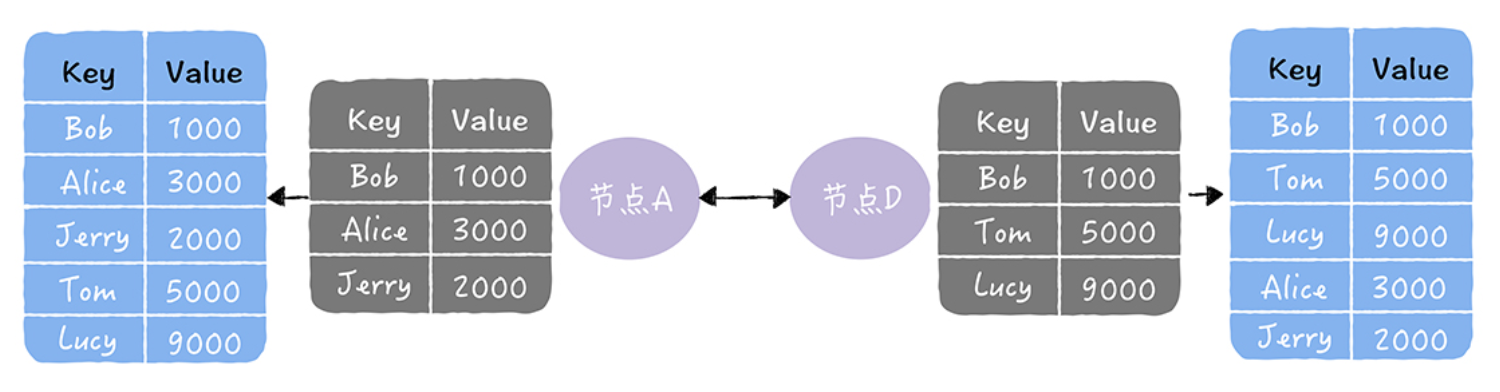 Key Value
Bob 1000
Alice 3000
Jerry 2000
Tom 5000
Lucy 9000
Key Value
Bob 1000
Alice 3000
Jerry 2000
节点A
节点D
Key Value
Bob 1000
Tom 5000
Lucy 9000
Key Value
Bob 1000
Tom 5000
Lucy 9000
Alice 3000
Jerry 2000